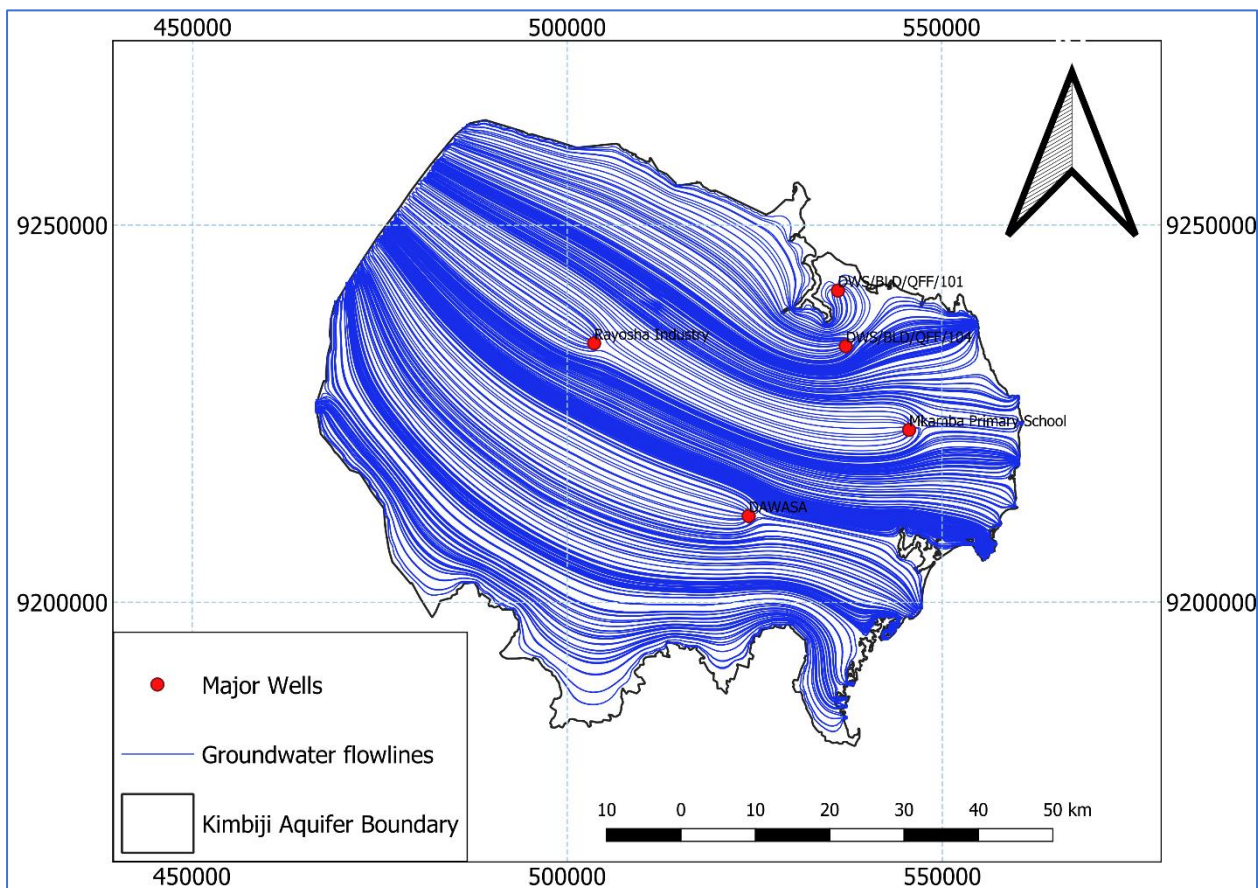 450000 500000 550000
9250000 9250000
DWS/BLD/QFF/101
Rayosha Industry DWS/BLD/QFF/104
Mkamba Primary School
DAWASA
9200000 9200000
Major Wells
Groundwater flowlines
Kimbiji Aquifer Boundary
10 0 10 20 30 40 50 km
450000 500000 550000